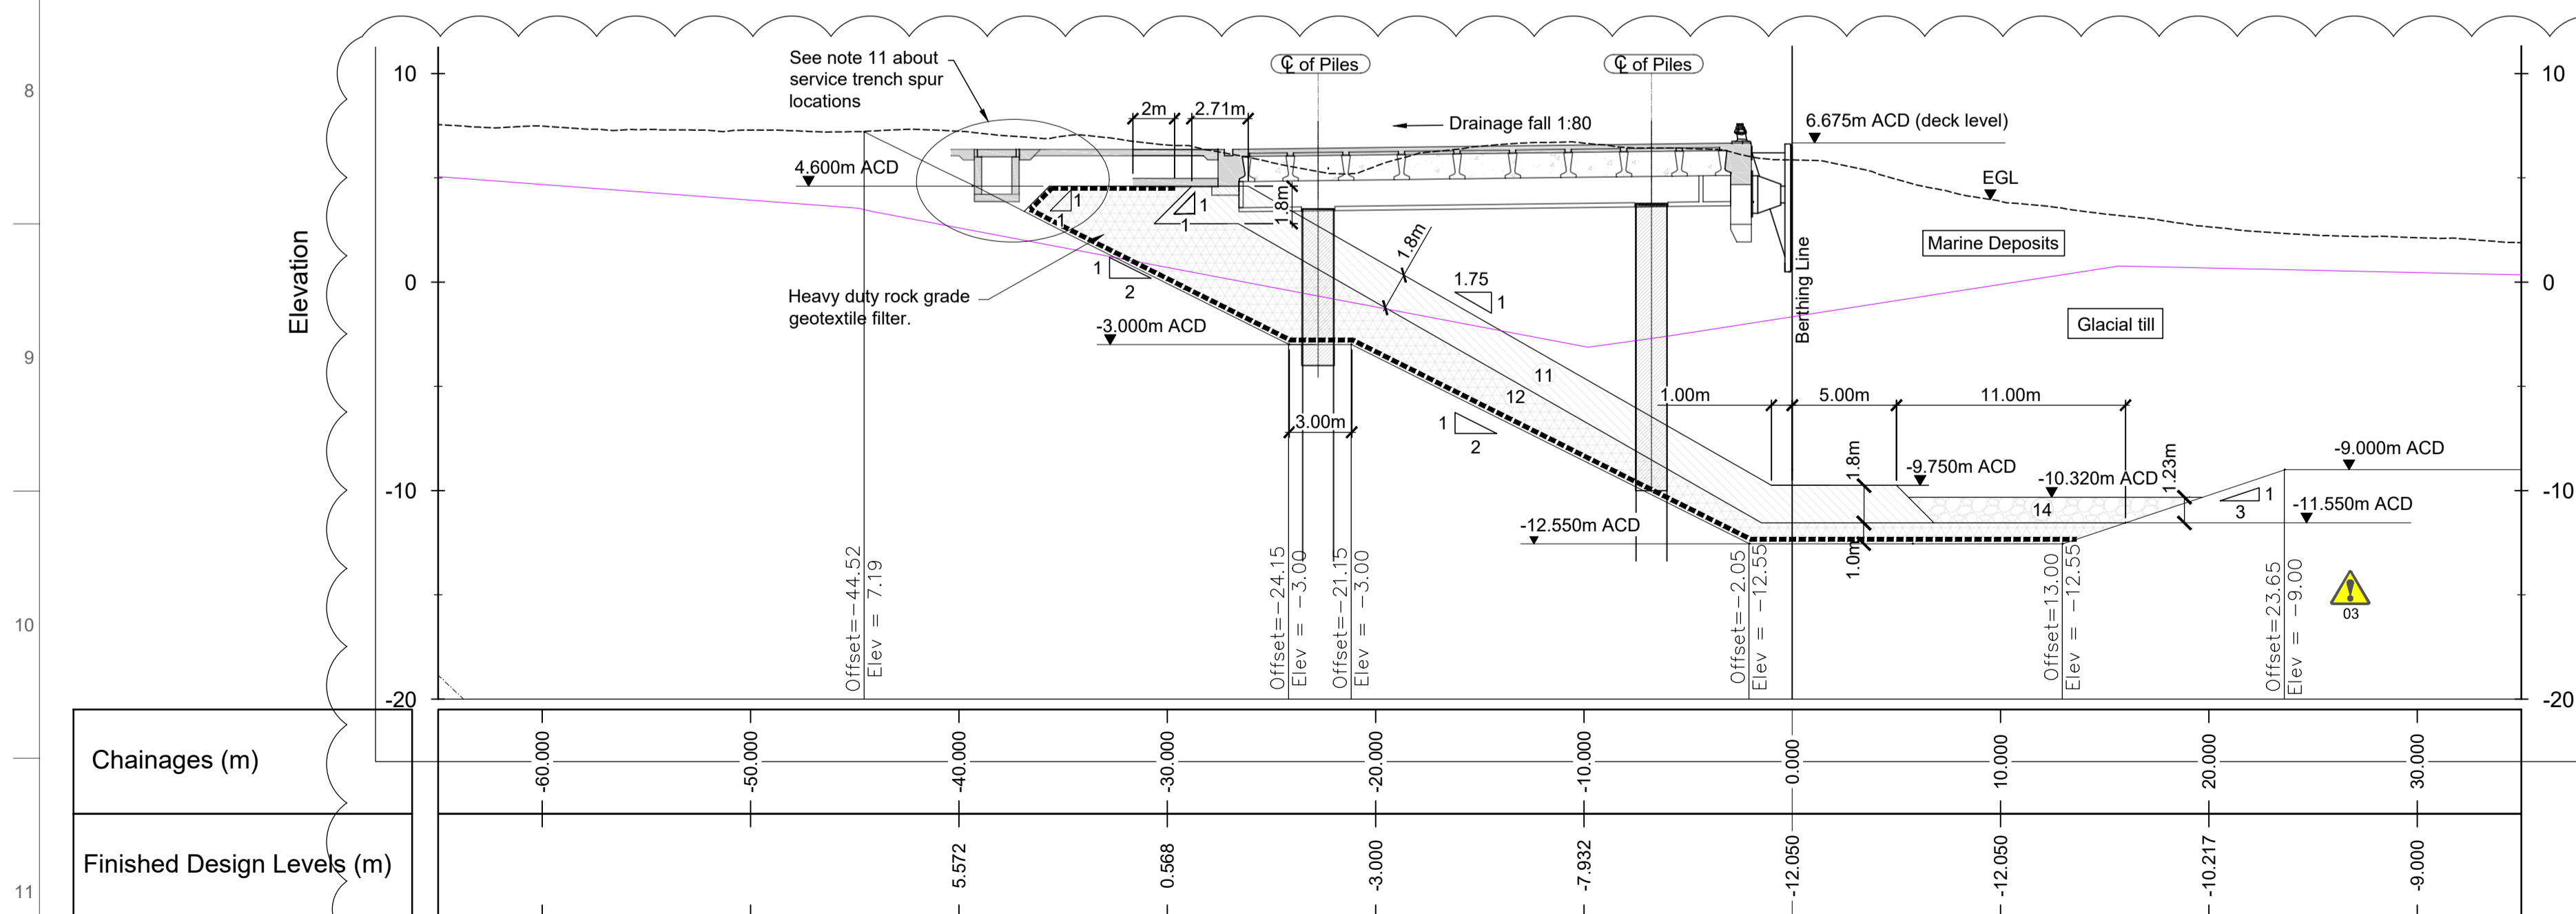 See note 11 about
service trench spur
locations
℄ of Piles
℄ of Piles
8
10
10
2m
2.71m
Drainage fall 1:80
6.675m ACD (deck level)
4.600m ACD
EGL
1
1
1
1
1.8m
1.8m
Marine Deposits
Elevation
Berthing Line
0
0
1
2
1.75
1
Heavy duty rock grade
geotextile filter.
-3.000m ACD
Glacial till
9
11
12
1.00m
5.00m
11.00m
3.00m
1
2
1.8m
-9.750m ACD
-10.320m ACD
1.23m
-9.000m ACD
-10
-10
14
1
3
-11.550m ACD
-12.550m ACD
1.0m
Offset=-44.52
Elev = 7.19
Offset=-24.15
Elev = -3.00
Offset=-21.15
Elev = -3.00
Offset=-2.05
Elev = -12.55
Offset=13.00
Elev = -12.55
Offset=23.65
Elev = -9.00
03
10
-20
-20
Chainages (m)
-60.000
-50.000
-40.000
-30.000
-20.000
-10.000
0.000
10.000
20.000
30.000
Finished Design Levels (m)
5.572
0.568
-3.000
-7.932
-12.050
-12.050
-10.217
-9.000
11